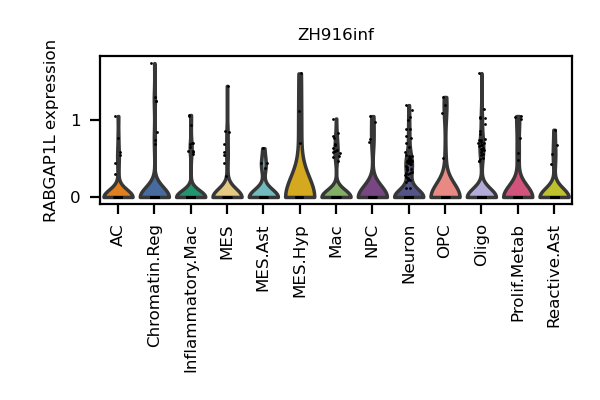 ZH916inf
RABGAP1L expression
1
0
AC
Chromatin.Reg
Inflammatory.Mac
MES
MES.Ast
MES.Hyp
Mac
NPC
Neuron
OPC
Oligo
Prolif.Metab
Reactive.Ast